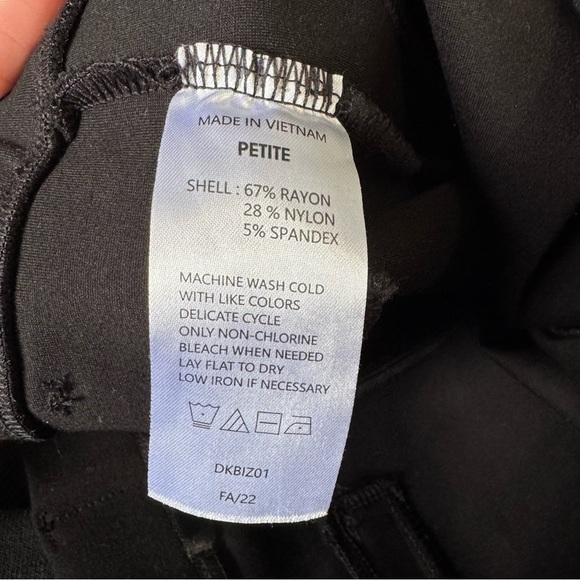 MADE IN VIETNAM
PETITE
SHELL : 67% RAYON
28 % NYLON
5% SPANDEX
MACHINE WASH COLD
WITH LIKE COLORS
DELICATE CYCLE
ONLY NON-CHLORINE
BLEACH WHEN NEEDED
LAY FLAT TO DRY
LOW IRON IF NECESSARY
DKBIZ01
FA/22